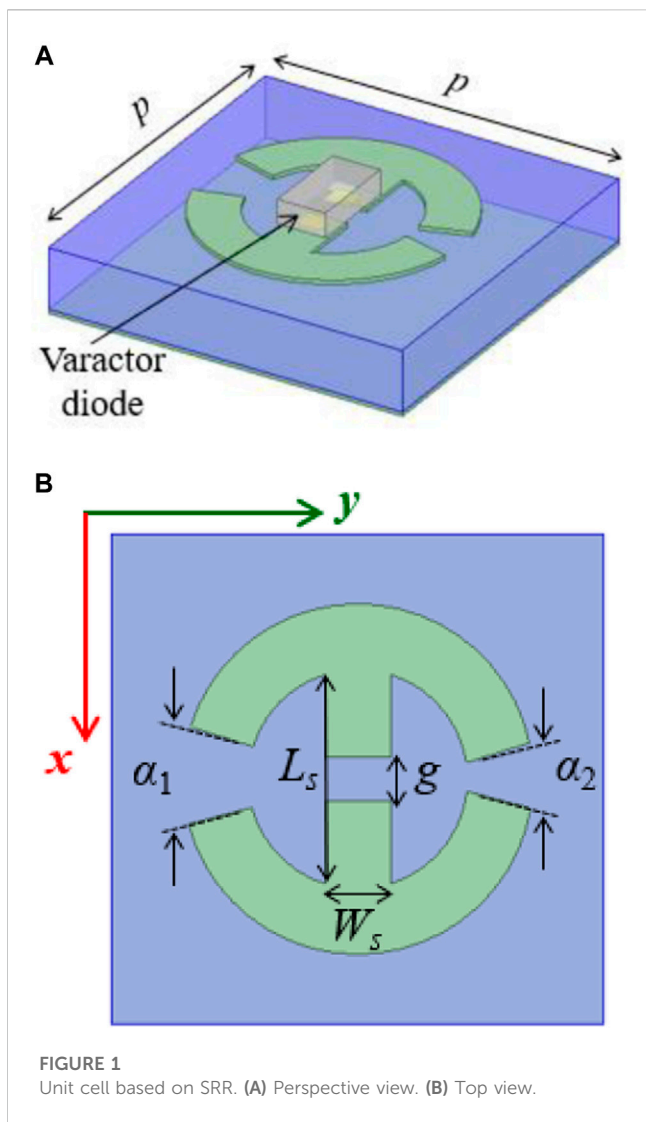 A
p
p
Varactor
diode
B
y
x
α₁
Lₛ
g
α₂
Wₛ
FIGURE 1
Unit cell based on SRR. (A) Perspective view. (B) Top view.